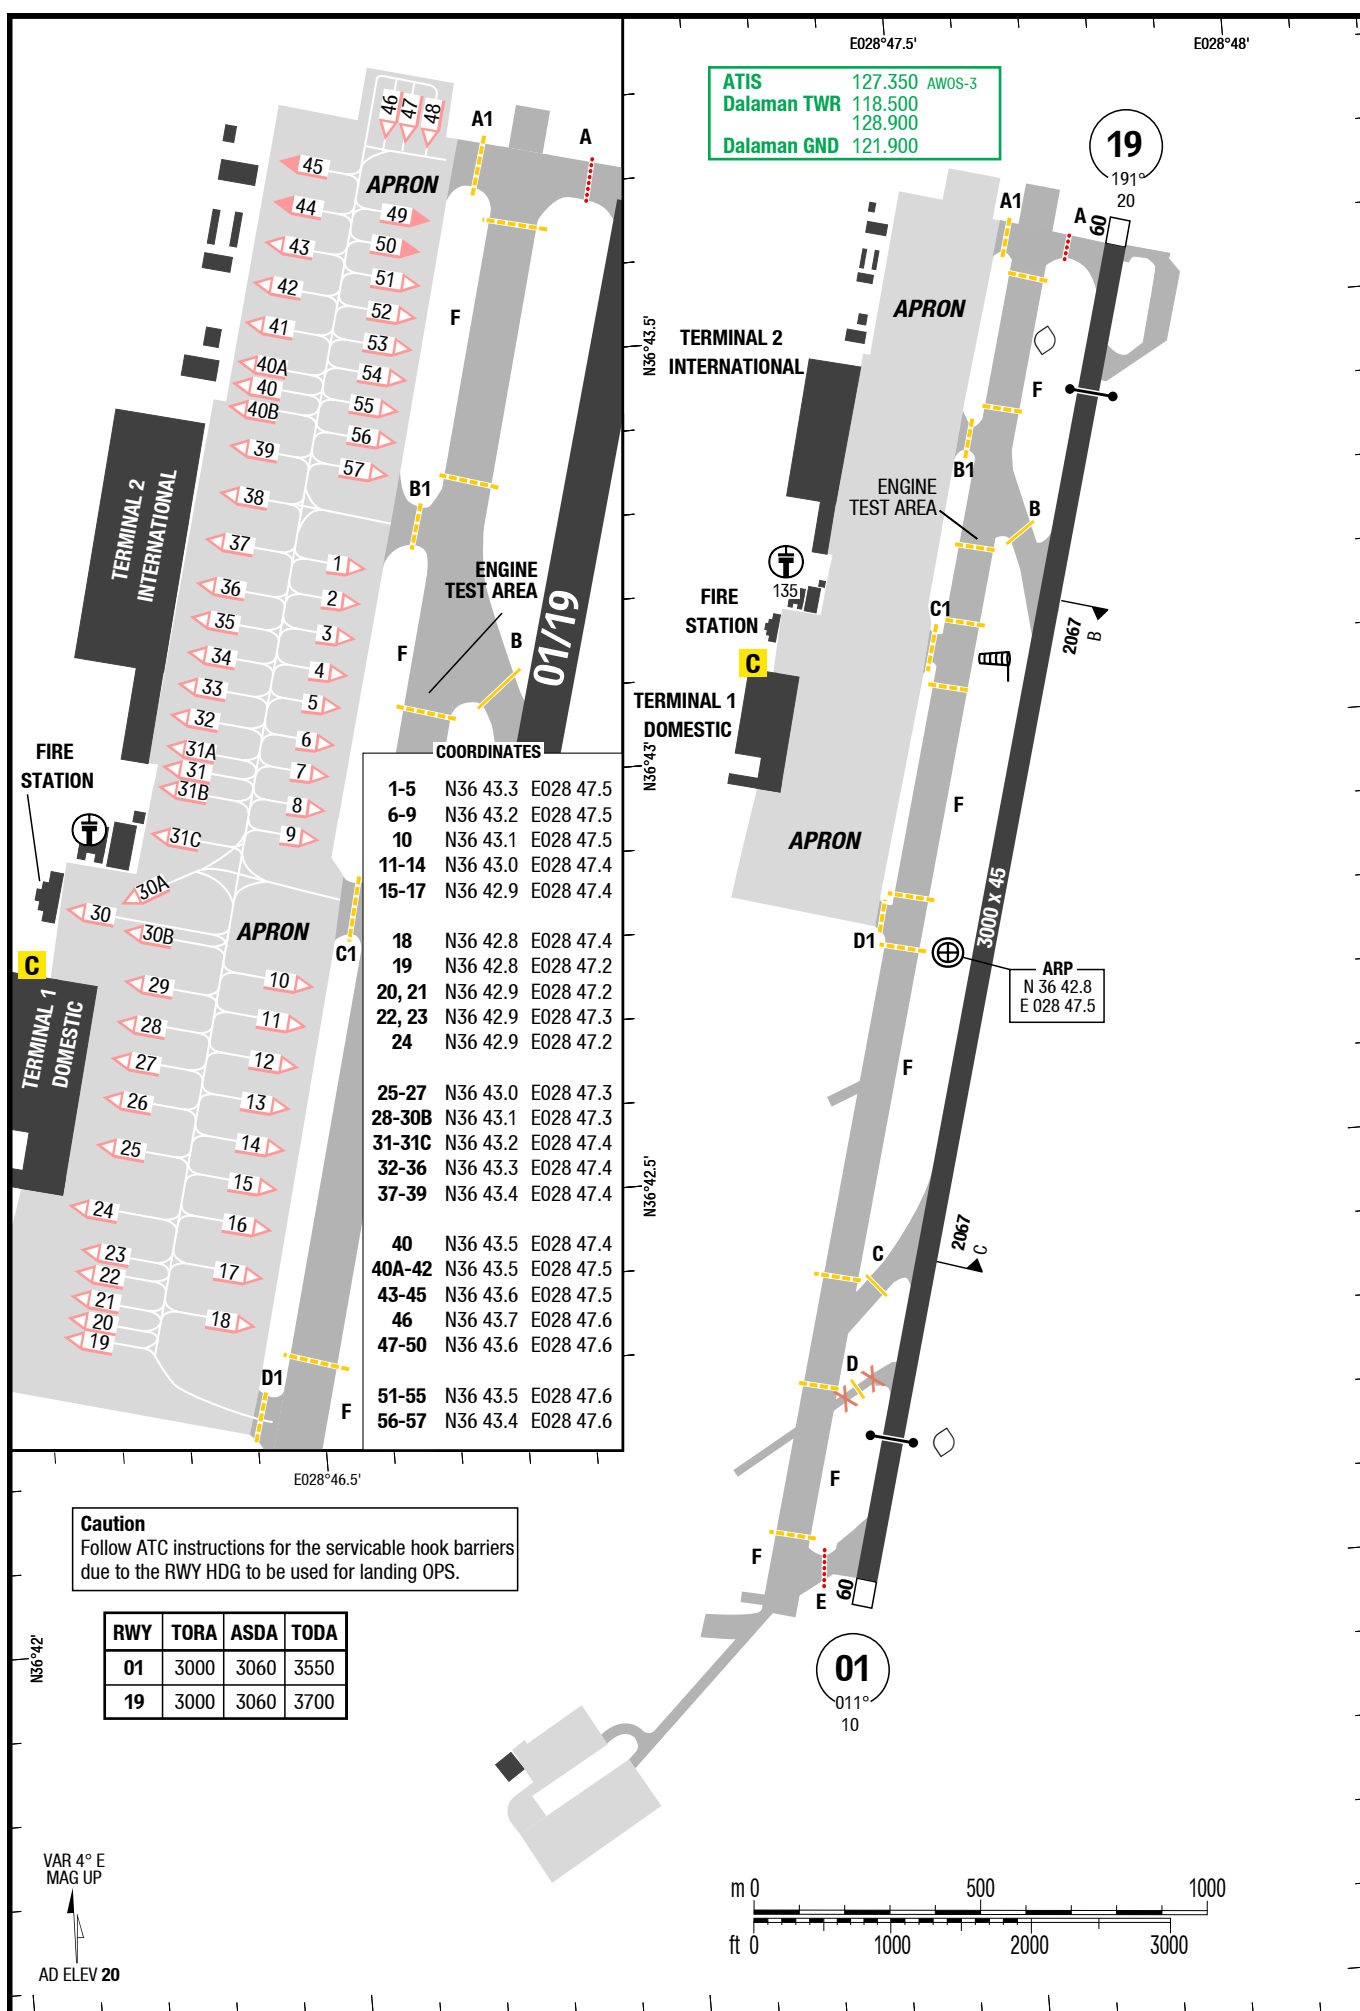 E028°47.5'
E028°48'
ATIS 127.350 AWOS-3
Dalaman TWR 118.500
128.900
Dalaman GND 121.900
19
191°
20
60
A1
A
APRON
F
TERMINAL 2
INTERNATIONAL
B1
ENGINE
TEST AREA
B
135
FIRE
STATION
C
C1
2067
B
TERMINAL 1
DOMESTIC
F
APRON
3000 x 45
D1
ARP
N 36 42.8
E 028 47.5
F
2067
C
C
D
F
F
E
60
01
011°
10
N36°43.5'
N36°43'
N36°42.5'
N36°42'
E028°46.5'
46
47
48
A1
A
45
APRON
44
49
43
50
42
51
41
52
F
40A
53
40
54
40B
55
39
56
57
38
B1
37
1
TERMINAL 2
INTERNATIONAL
36
2
ENGINE
TEST AREA
35
3
34
4
F
B
01/19
33
5
32
6
31A
7
31
31B
8
FIRE
STATION
31C
9
30A
30
30B
APRON
C1
C
29
10
28
11
TERMINAL 1
DOMESTIC
27
12
26
13
25
14
15
24
16
23
22
17
21
20
18
19
D1
F
COORDINATES
1-5 N36 43.3 E028 47.5
6-9 N36 43.2 E028 47.5
10 N36 43.1 E028 47.5
11-14 N36 43.0 E028 47.4
15-17 N36 42.9 E028 47.4
18 N36 42.8 E028 47.4
19 N36 42.8 E028 47.2
20, 21 N36 42.9 E028 47.2
22, 23 N36 42.9 E028 47.3
24 N36 42.9 E028 47.2
25-27 N36 43.0 E028 47.3
28-30B N36 43.1 E028 47.3
31-31C N36 43.2 E028 47.4
32-36 N36 43.3 E028 47.4
37-39 N36 43.4 E028 47.4
40 N36 43.5 E028 47.4
40A-42 N36 43.5 E028 47.5
43-45 N36 43.6 E028 47.5
46 N36 43.7 E028 47.6
47-50 N36 43.6 E028 47.6
51-55 N36 43.5 E028 47.6
56-57 N36 43.4 E028 47.6
Caution
Follow ATC instructions for the servicable hook barriers
due to the RWY HDG to be used for landing OPS.
RWY TORA ASDA TODA
01 3000 3060 3550
19 3000 3060 3700
VAR 4° E
MAG UP
AD ELEV 20
m 0 500 1000
ft 0 1000 2000 3000